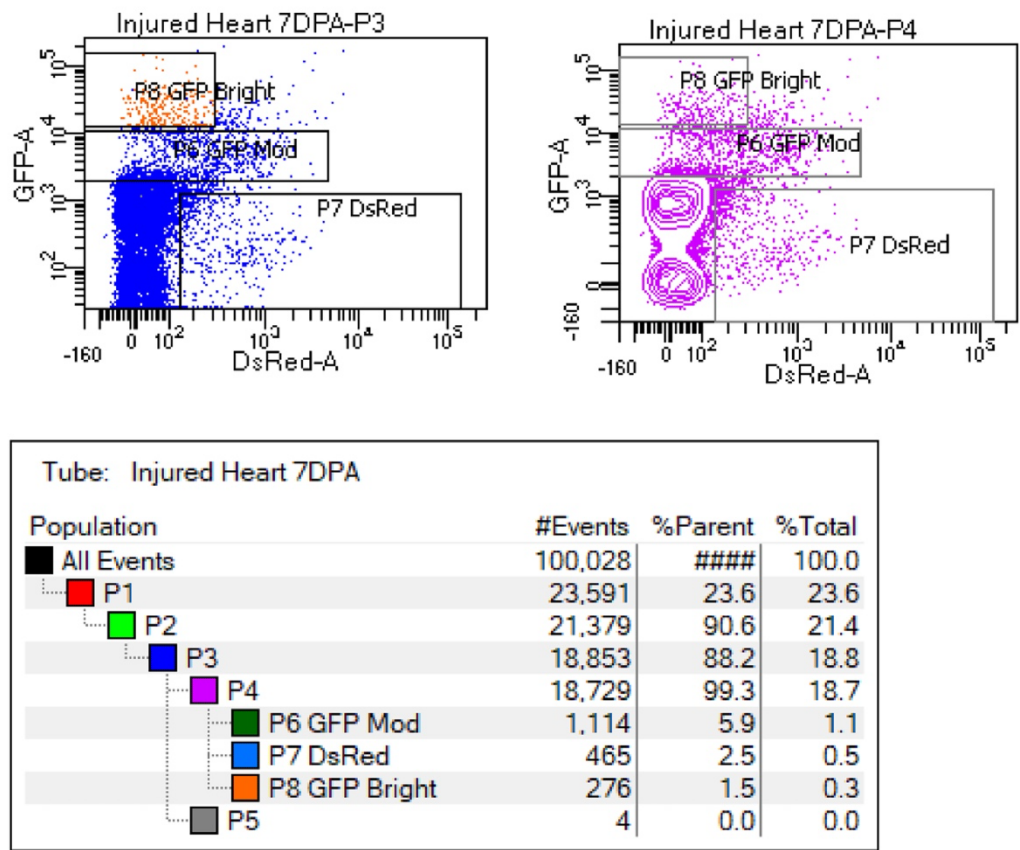 Injured Heart 7DPA-P3
GFP-A
10^5
10^4
10^3
10^2
P8 GFP Bright
P6 GFP Mod
P7 DsRed
-160 0 10^2 10^3 10^4 10^5
DsRed-A
Injured Heart 7DPA-P4
GFP-A
10^5
10^4
10^3
0
-160
P8 GFP Bright
P6 GFP Mod
P7 DsRed
-160 0 10^2 10^3 10^4 10^5
DsRed-A
Tube: Injured Heart 7DPA
Population #Events %Parent %Total
All Events 100,028 #### 100.0
P1 23,591 23.6 23.6
P2 21,379 90.6 21.4
P3 18,853 88.2 18.8
P4 18,729 99.3 18.7
P6 GFP Mod 1,114 5.9 1.1
P7 DsRed 465 2.5 0.5
P8 GFP Bright 276 1.5 0.3
P5 4 0.0 0.0